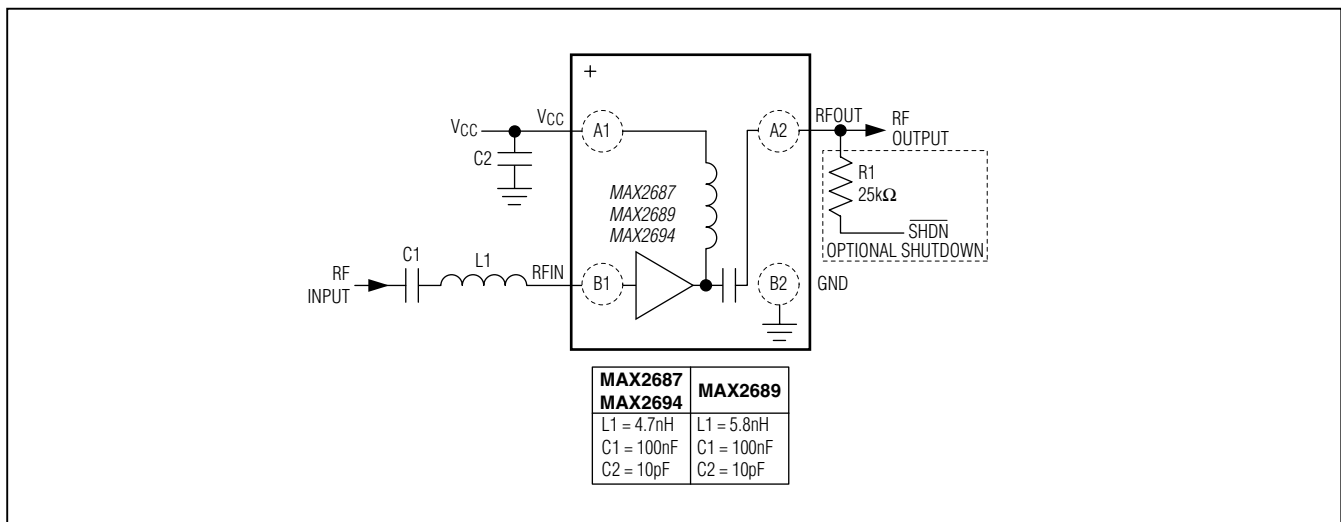 +
VCC
VCC
A1
A2
RFOUT
RF
OUTPUT
C2
R1
25kΩ
SHDN
OPTIONAL SHUTDOWN
MAX2687
MAX2689
MAX2694
RF
INPUT
C1
L1
RFIN
B1
B2
GND
MAX2687
MAX2694
MAX2689
L1 = 4.7nH
C1 = 100nF
C2 = 10pF
L1 = 5.8nH
C1 = 100nF
C2 = 10pF